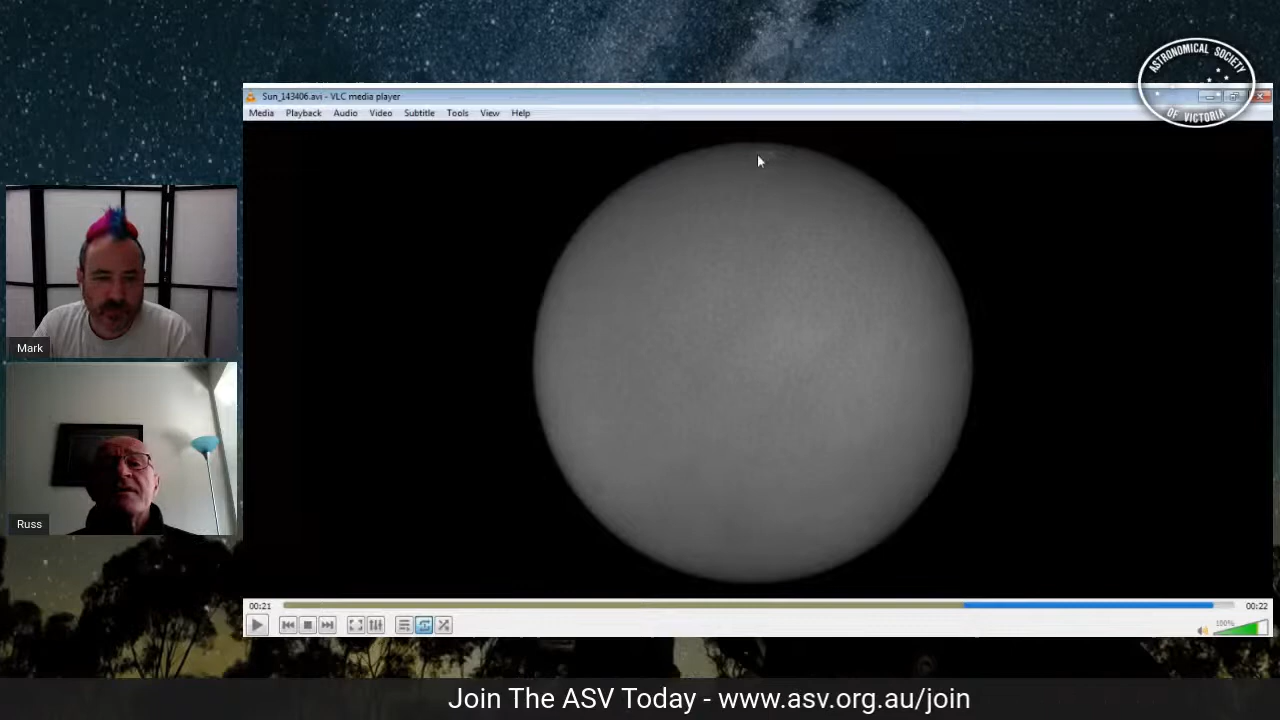 ASTRONOMICAL SOCIETY
OF VICTORIA
Sun_143406.avi - VLC media player
Media Playback Audio Video Subtitle Tools View Help
Mark
Russ
00:21
00:22
100%
Join The ASV Today - www.asv.org.au/join